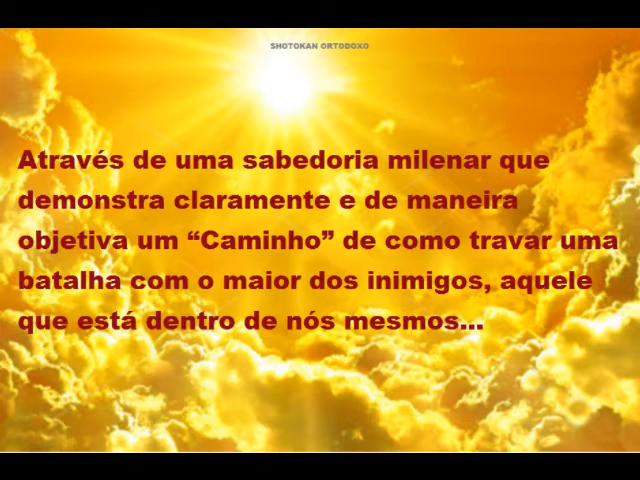 SHOTOKAN ORTODOXO
Através de uma sabedoria milenar que
demonstra claramente e de maneira
objetiva um “Caminho” de como travar uma
batalha com o maior dos inimigos, aquele
que está dentro de nós mesmos...